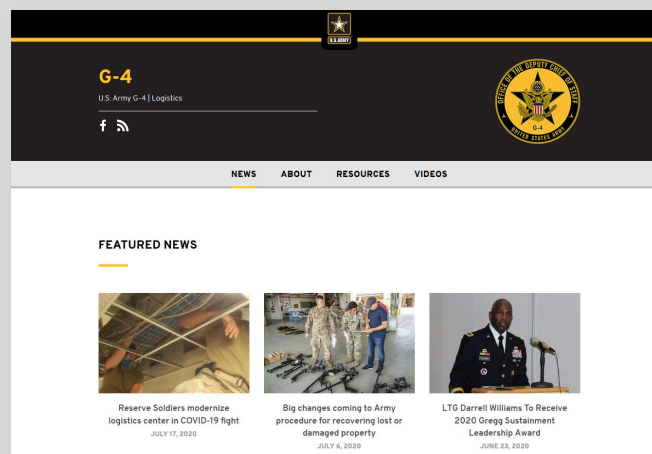 U.S.ARMY
G-4
U.S. Army G-4 | Logistics
OFFICE OF THE DEPUTY CHIEF OF STAFF
G-4
UNITED STATES ARMY
NEWS ABOUT RESOURCES VIDEOS
FEATURED NEWS
Reserve Soldiers modernize
logistics center in COVID-19 fight
JULY 17, 2020
Big changes coming to Army
procedure for recovering lost or
damaged property
JULY 6, 2020
LTG Darrell Williams To Receive
2020 Gregg Sustainment
Leadership Award
JUNE 23, 2020